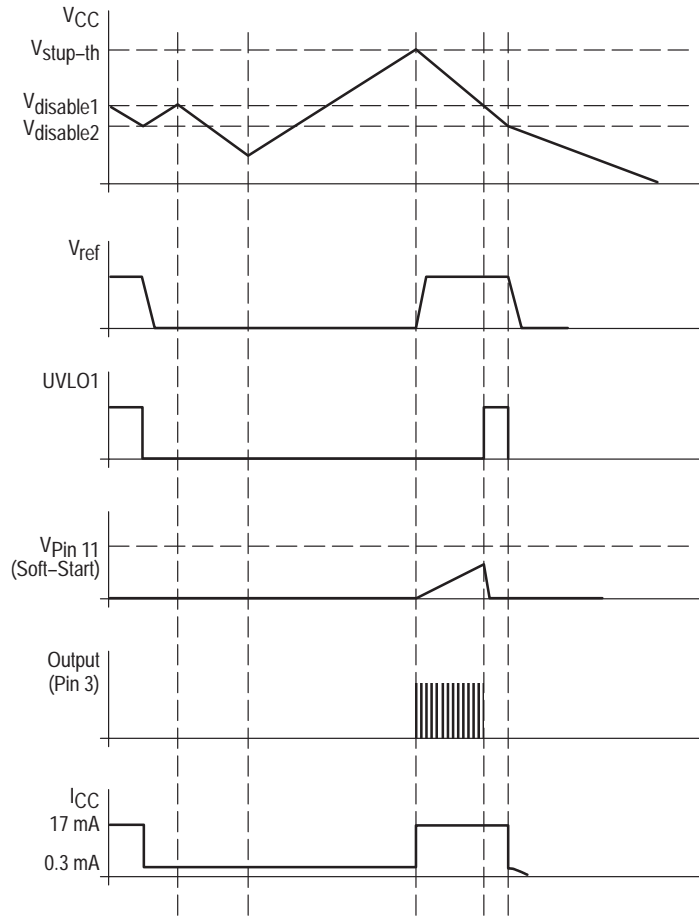 VCC
Vstup–th
Vdisable1
Vdisable2
Vref
UVLO1
VPin 11
(Soft–Start)
Output
(Pin 3)
ICC
17 mA
0.3 mA